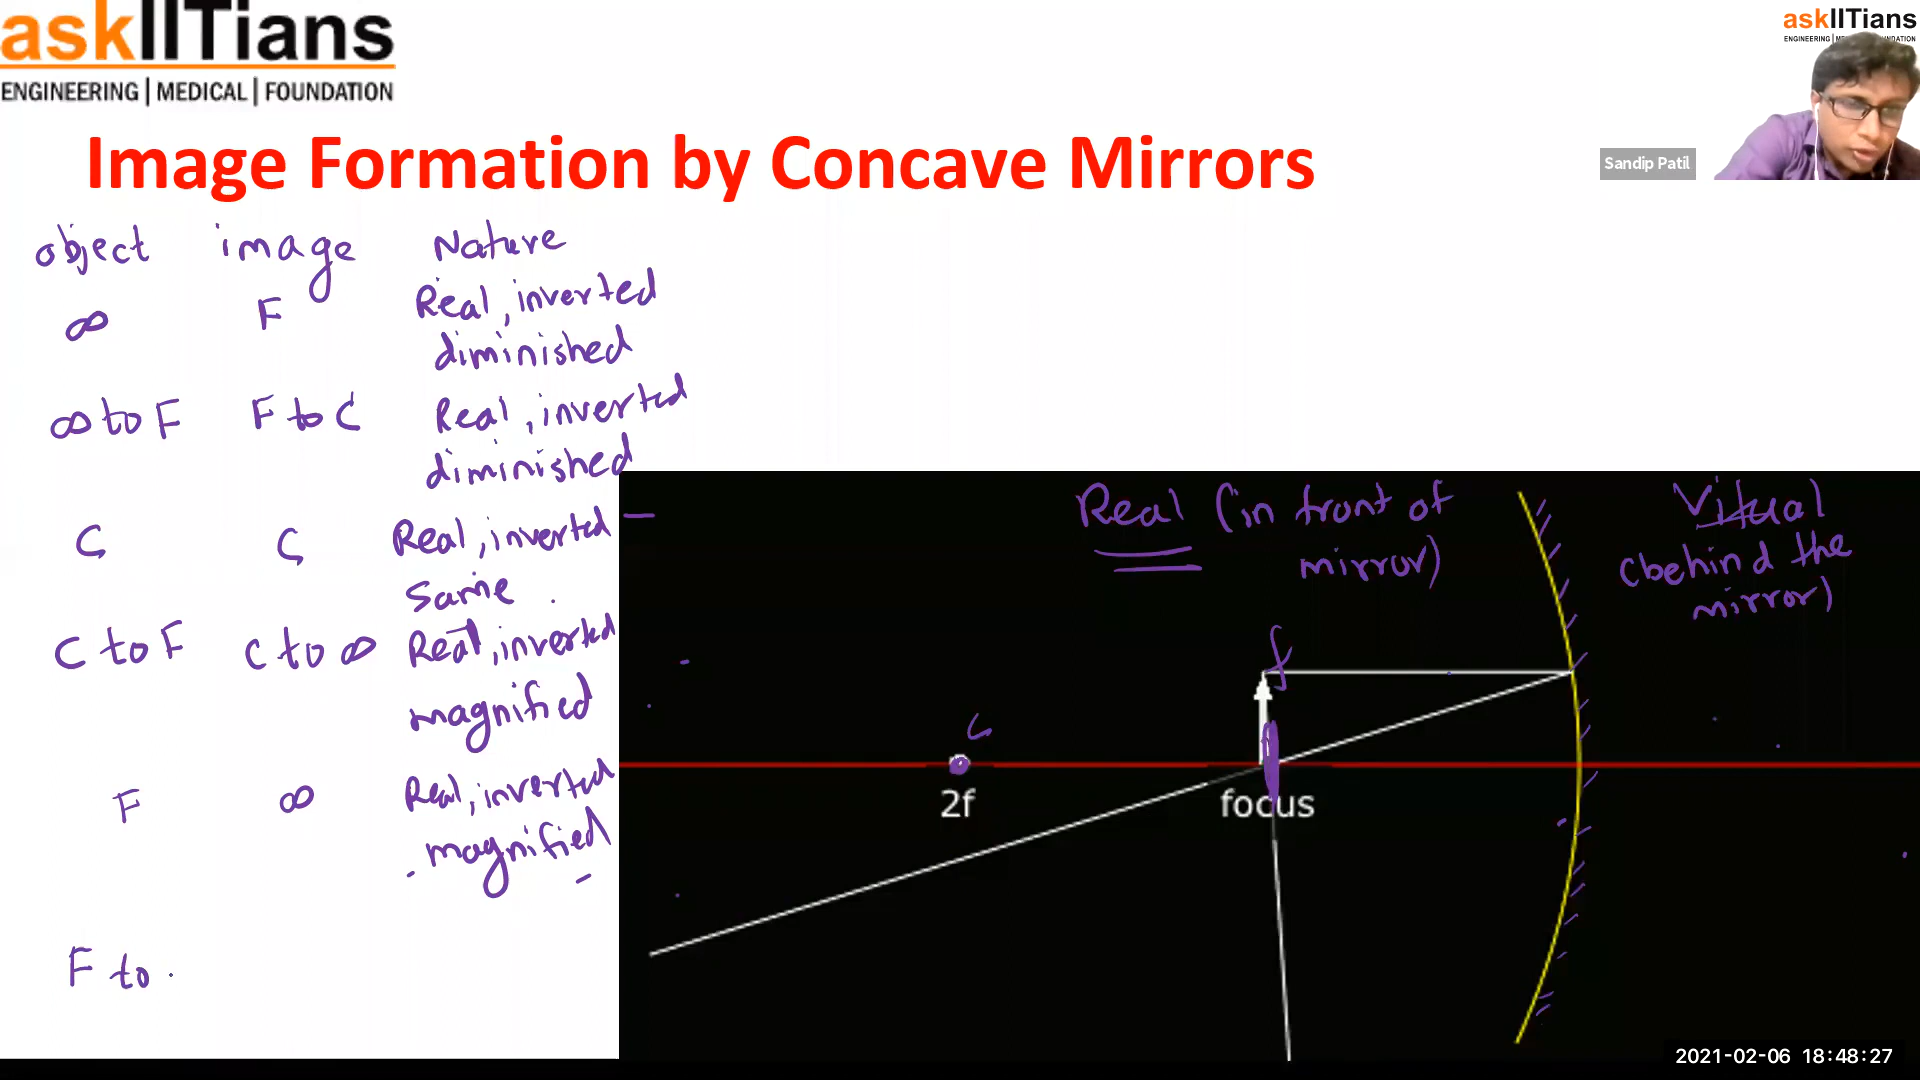 askIITians
ENGINEERING | MEDICAL | FOUNDATION
askIITians
Sandip Patil
Image Formation by Concave Mirrors
object image Nature
∞ F Real, inverted
diminished
∞ to F F to C Real, inverted
diminished
C C Real, inverted
Same
C to F C to ∞ Real, inverted
magnified
F ∞ Real, inverted
magnified
F to
Real (in front of
mirror)
Vitual
(behind the
mirror)
f
C
2f
focus
2021-02-06 18:48:27